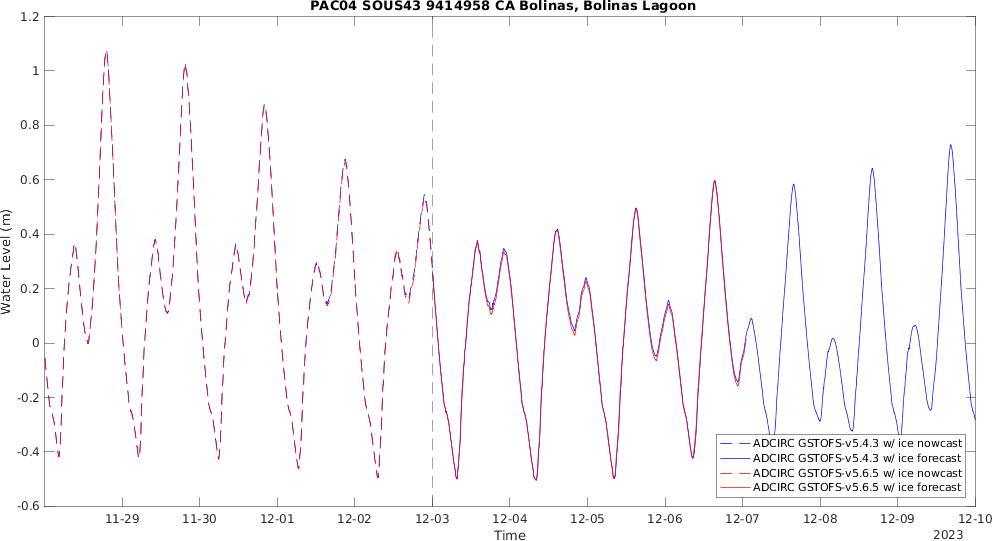 PAC04 SOUS43 9414958 CA Bolinas, Bolinas Lagoon
1.2
1
0.8
0.6
0.4
0.2
0
-0.2
-0.4
-0.6
Water Level (m)
11-29 11-30 12-01 12-02 12-03 12-04 12-05 12-06 12-07 12-08 12-09 12-10
Time
2023
ADCIRC GSTOFS-v5.4.3 w/ ice nowcast
ADCIRC GSTOFS-v5.4.3 w/ ice forecast
ADCIRC GSTOFS-v5.6.5 w/ ice nowcast
ADCIRC GSTOFS-v5.6.5 w/ ice forecast